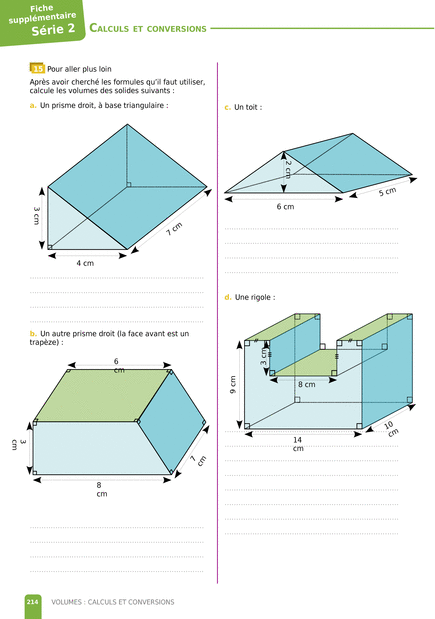 Fiche
supplémentaire
Série 2
CALCULS ET CONVERSIONS
15 Pour aller plus loin
Après avoir cherché les formules qu'il faut utiliser,
calcule les volumes des solides suivants :
a. Un prisme droit, à base triangulaire :
3 cm
4 cm
7 cm
b. Un autre prisme droit (la face avant est un
trapèze) :
6
cm
3
cm
8
cm
7
cm
c. Un toit :
2 cm
6 cm
5 cm
d. Une rigole :
9 cm
3 cm
8 cm
14
cm
10
cm
214 VOLUMES : CALCULS ET CONVERSIONS